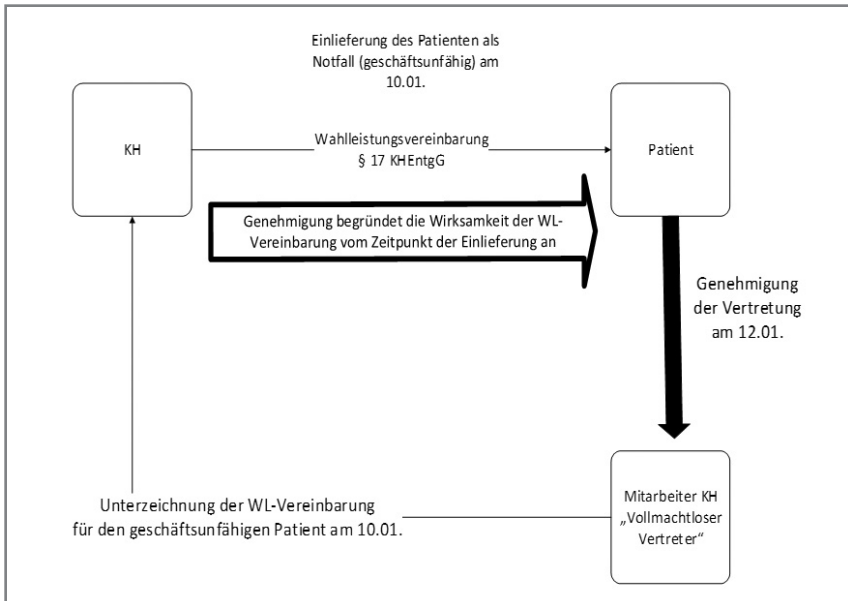 Einlieferung des Patienten als
Notfall (geschäftsunfähig) am
10.01.
KH
Wahlleistungsvereinbarung
§ 17 KHEntgG
Patient
Genehmigung begründet die Wirksamkeit der WL-
Vereinbarung vom Zeitpunkt der Einlieferung an
Genehmigung
der Vertretung
am 12.01.
Unterzeichnung der WL-Vereinbarung
für den geschäftsunfähigen Patient am 10.01.
Mitarbeiter KH
„Vollmachtloser
Vertreter“